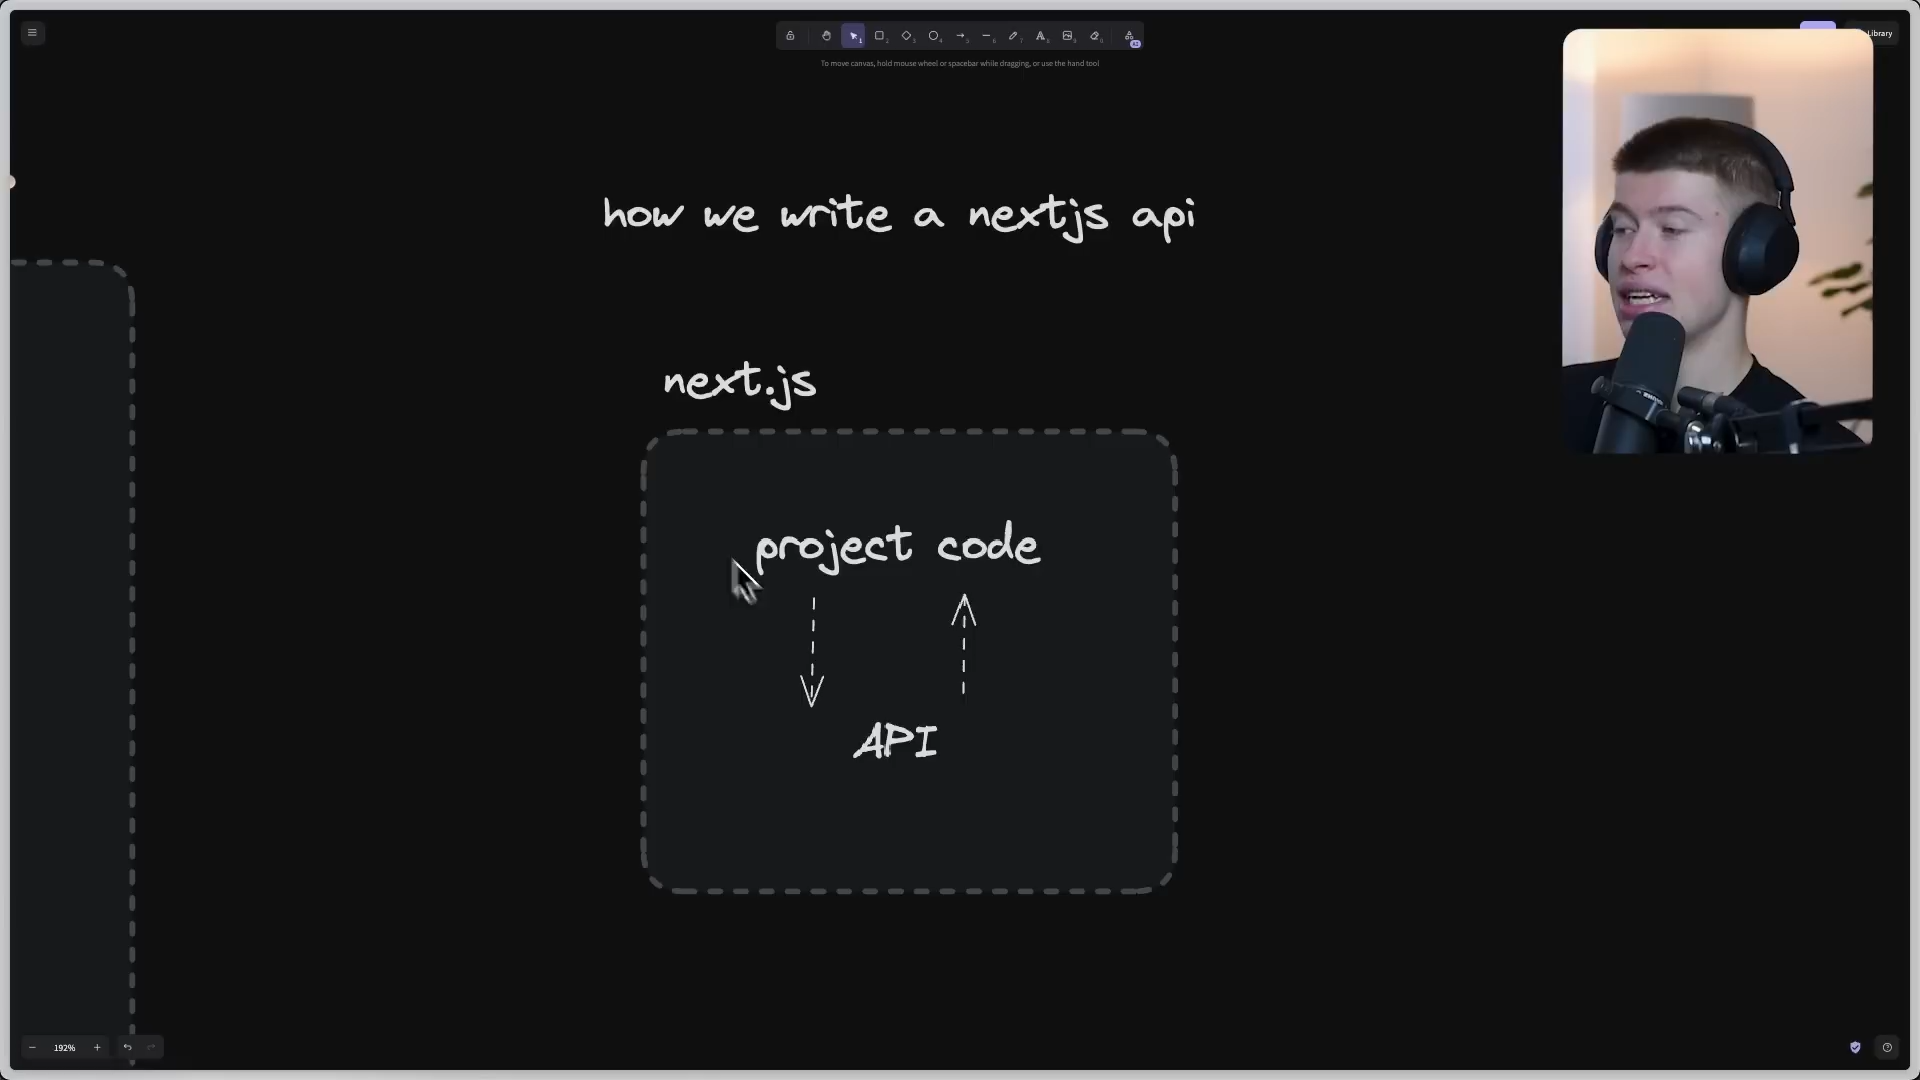 Library
To move canvas, hold mouse wheel or spacebar while dragging, or use the hand tool
how we write a nextjs api
next.js
project code
API
192%